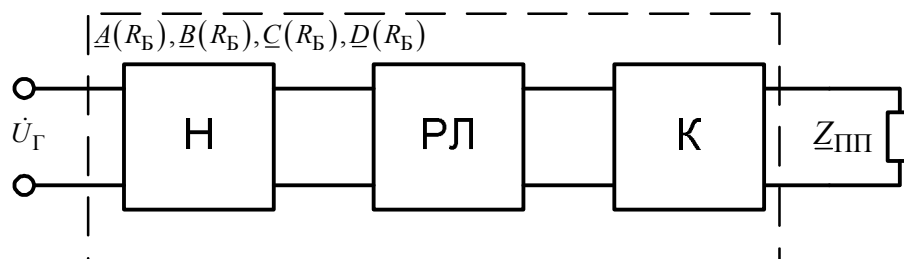 A(R_Б), B(R_Б), C(R_Б), D(R_Б)
U̇_Г
Н
РЛ
К
Z_ПП